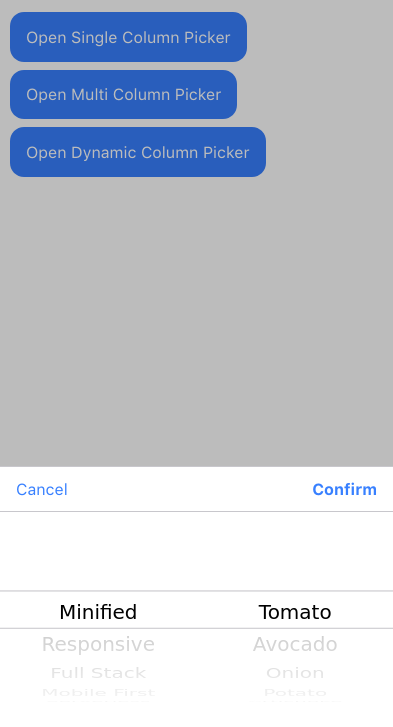 Open Single Column Picker
Open Multi Column Picker
Open Dynamic Column Picker
Cancel Confirm
Minified Tomato
Responsive Avocado
Full Stack Onion
Mobile First Potato